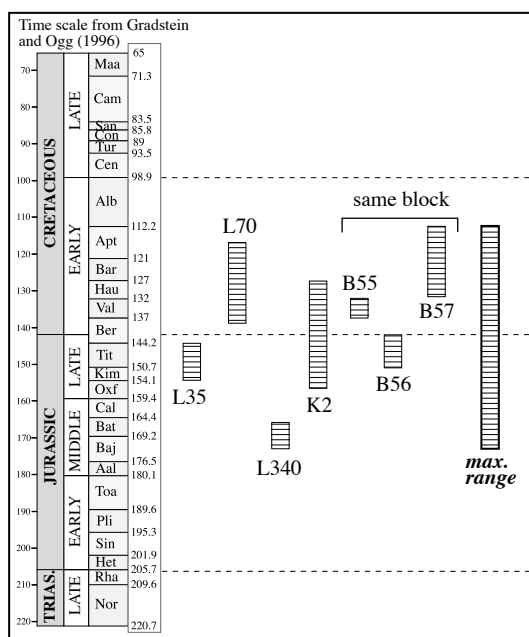 Time scale from Gradstein
and Ogg (1996)
65
Maa
70
71.3
Cam
80
LATE
83.5
San
85.8
Con
89
Tur
90
93.5
Cen
98.9
100
CRETACEOUS
Alb
same block
110
112.2
L70
Apt
120
121
EARLY
Bar
127
B55
130
Hau
132
B57
Val
137
140
Ber
144.2
Tit
150
LATE
150.7
Kim
154.1
B56
Oxf
L35
K2
159.4
160
Cal
164.4
MIDDLE
Bat
169.2
170
Baj
176.5
L340
max.
range
Aal
180
180.1
JURASSIC
Toa
189.6
190
EARLY
Pli
195.3
Sin
200
201.9
Het
205.7
Rha
209.6
210
TRIAS.
LATE
Nor
220
220.7